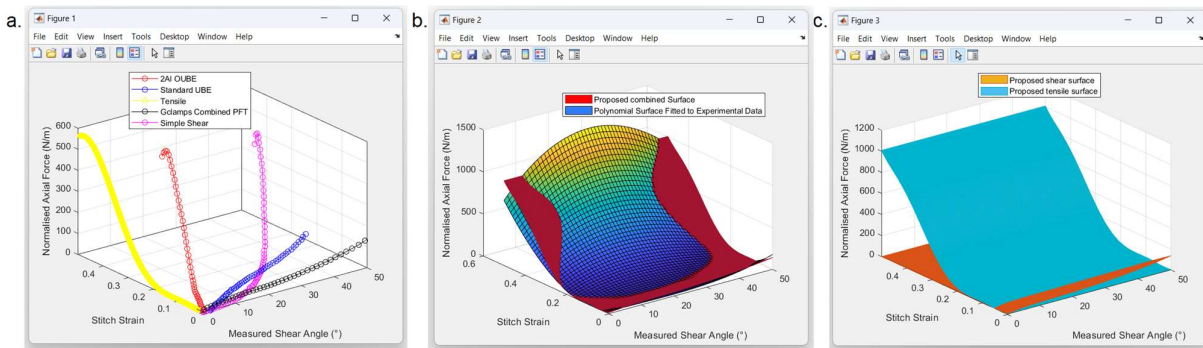 a.
Figure 1
File Edit View Insert Tools Desktop Window Help
2AI OUBE
Standard UBE
Tensile
Gclamps Combined PFT
Simple Shear
Normalised Axial Force (N/m)
600
500
400
300
200
100
0
0.4
0.3
0.2
0.1
0
Stitch Strain
0
10
20
30
40
50
Measured Shear Angle (°)
b.
Figure 2
File Edit View Insert Tools Desktop Window Help
Proposed combined Surface
Polynomial Surface Fitted to Experimental Data
Normalised Axial Force (N/m)
1500
1000
500
0
0.6
0.4
0.2
0
Stitch Strain
0
10
20
30
40
50
Measured Shear Angle (°)
c.
Figure 3
File Edit View Insert Tools Desktop Window Help
Proposed shear surface
Proposed tensile surface
Normalised Axial Force (N/m)
1200
1000
800
600
400
200
0
0.4
0.3
0.2
0.1
0
Stitch Strain
0
10
20
30
40
50
Measured Shear Angle (°)